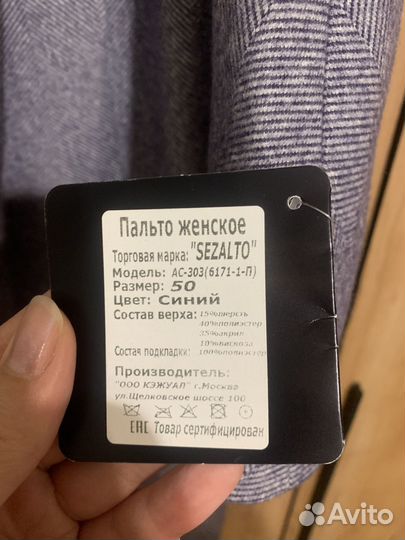 Пальто женское
Торговая марка: "SEZALTO"
Модель: АС-303(6171-1-П)
Размер: 50
Цвет: Синий
Состав верха: 15%шерсть
40%полиэстер
35%акрил
10%вискоза
Состав подкладки: 100%полиэстер
Производитель:
"ООО КЭЖУАЛ" г.Москва
ул.Щелковское шоссе 100
ЕАС Товар сертифицирован
Avito